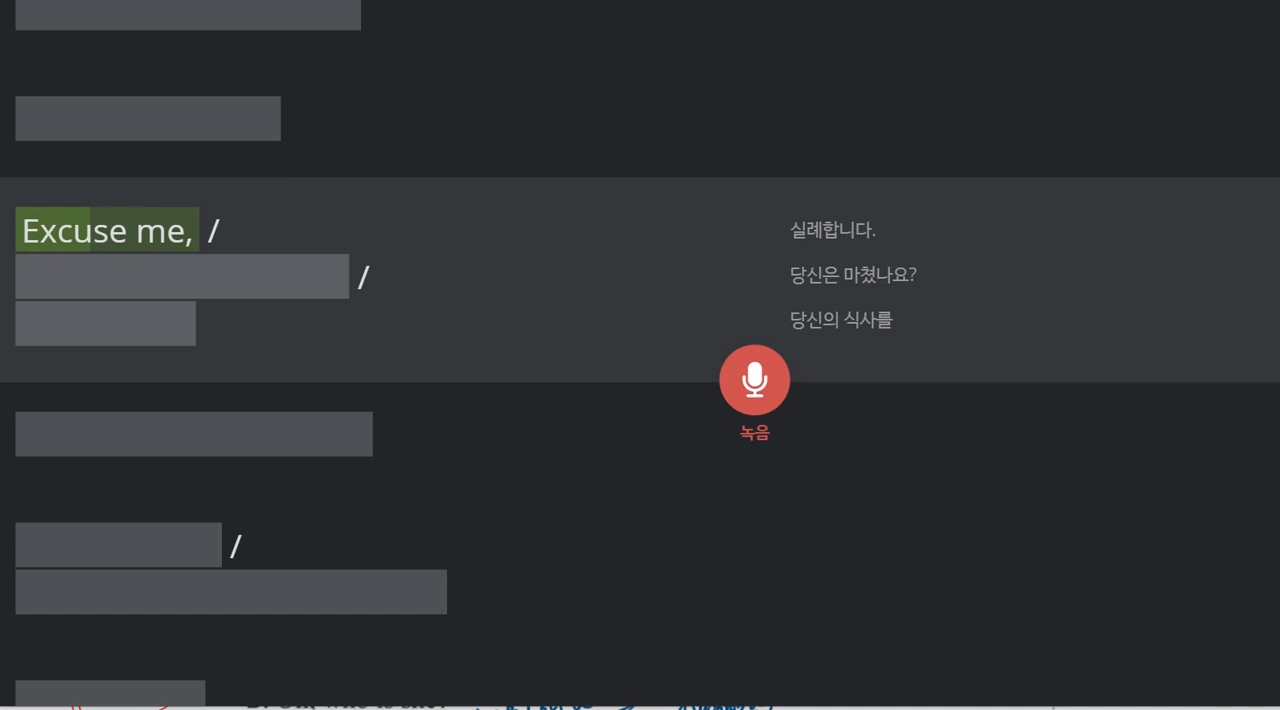 Excuse me, /
실례합니다.
/
당신은 마쳤나요?
당신의 식사를
녹음
/